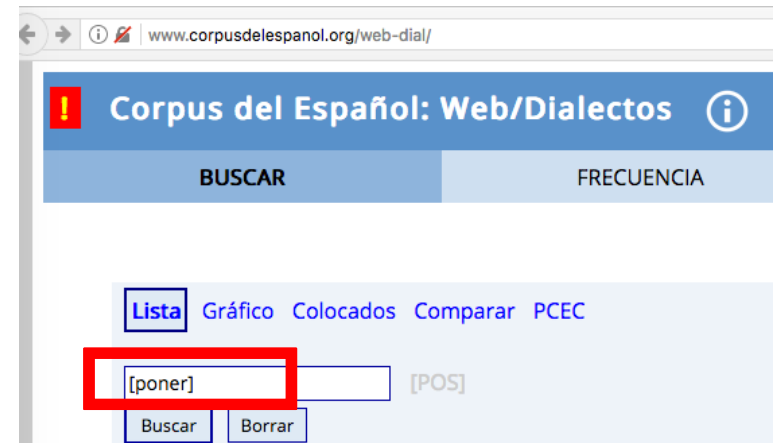 www.corpusdelespanol.org/web-dial/
! Corpus del Español: Web/Dialectos i
BUSCAR FRECUENCIA
Lista Gráfico Colocados Comparar PCEC
[poner] [POS]
Buscar Borrar